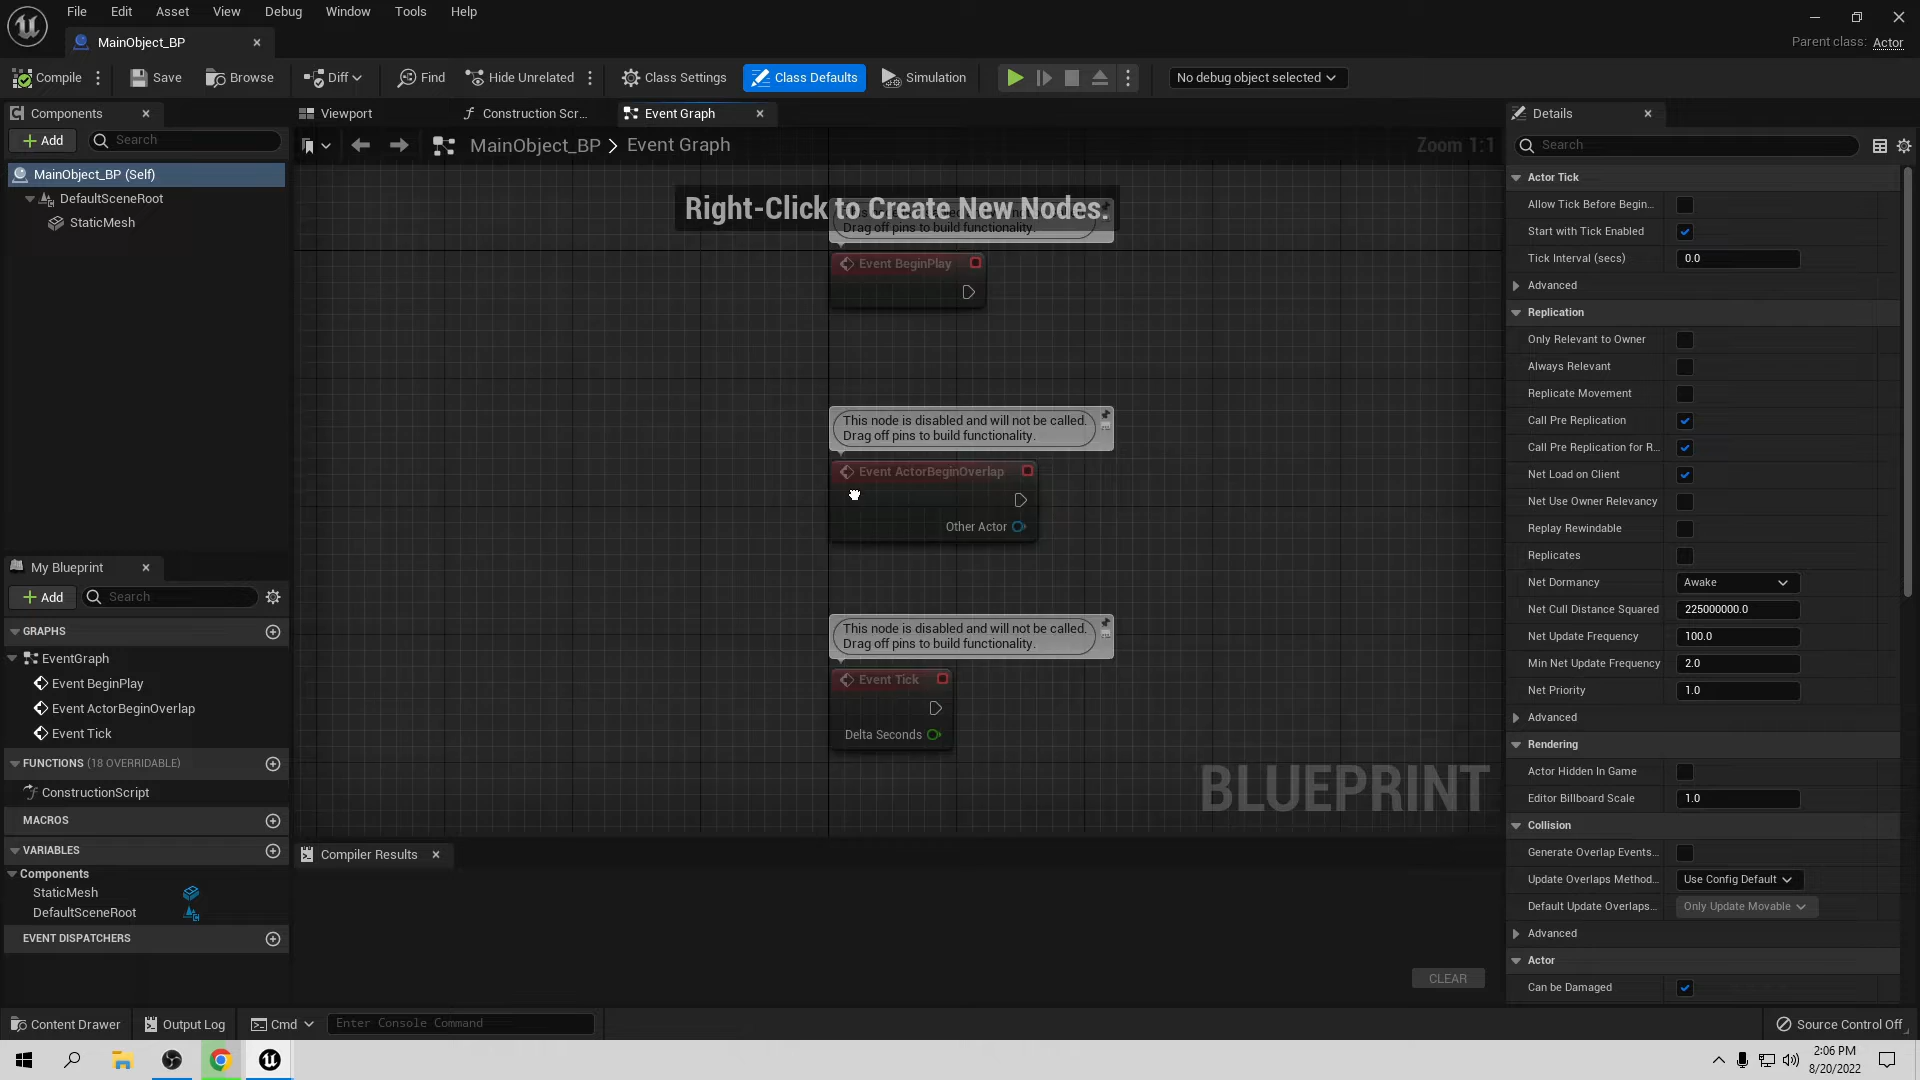 File Edit Asset View Debug Window Tools Help
MainObject_BP
Parent class: Actor
Compile Save Browse Diff Find Hide Unrelated Class Settings Class Defaults Simulation No debug object selected
Components
Add Search
MainObject_BP (Self)
DefaultSceneRoot
StaticMesh
My Blueprint
Add Search
GRAPHS
EventGraph
Event BeginPlay
Event ActorBeginOverlap
Event Tick
FUNCTIONS (18 OVERRIDABLE)
ConstructionScript
MACROS
VARIABLES
Components
StaticMesh
DefaultSceneRoot
EVENT DISPATCHERS
Viewport Construction Scr... Event Graph
MainObject_BP > Event Graph Zoom 1:1
Right-Click to Create New Nodes.
Drag off pins to build functionality.
Event BeginPlay
This node is disabled and will not be called.
Drag off pins to build functionality.
Event ActorBeginOverlap
Other Actor
This node is disabled and will not be called.
Drag off pins to build functionality.
Event Tick
Delta Seconds
BLUEPRINT
Compiler Results
CLEAR
Details
Search
Actor Tick
Allow Tick Before Begin...
Start with Tick Enabled
Tick Interval (secs) 0.0
Advanced
Replication
Only Relevant to Owner
Always Relevant
Replicate Movement
Call Pre Replication
Call Pre Replication for R...
Net Load on Client
Net Use Owner Relevancy
Replay Rewindable
Replicates
Net Dormancy Awake
Net Cull Distance Squared 225000000.0
Net Update Frequency 100.0
Min Net Update Frequency 2.0
Net Priority 1.0
Advanced
Rendering
Actor Hidden In Game
Editor Billboard Scale 1.0
Collision
Generate Overlap Events...
Update Overlaps Method... Use Config Default
Default Update Overlaps... Only Update Movable
Advanced
Actor
Can be Damaged
Content Drawer Output Log Cmd Enter Console Command Source Control Off
2:06 PM
8/20/2022